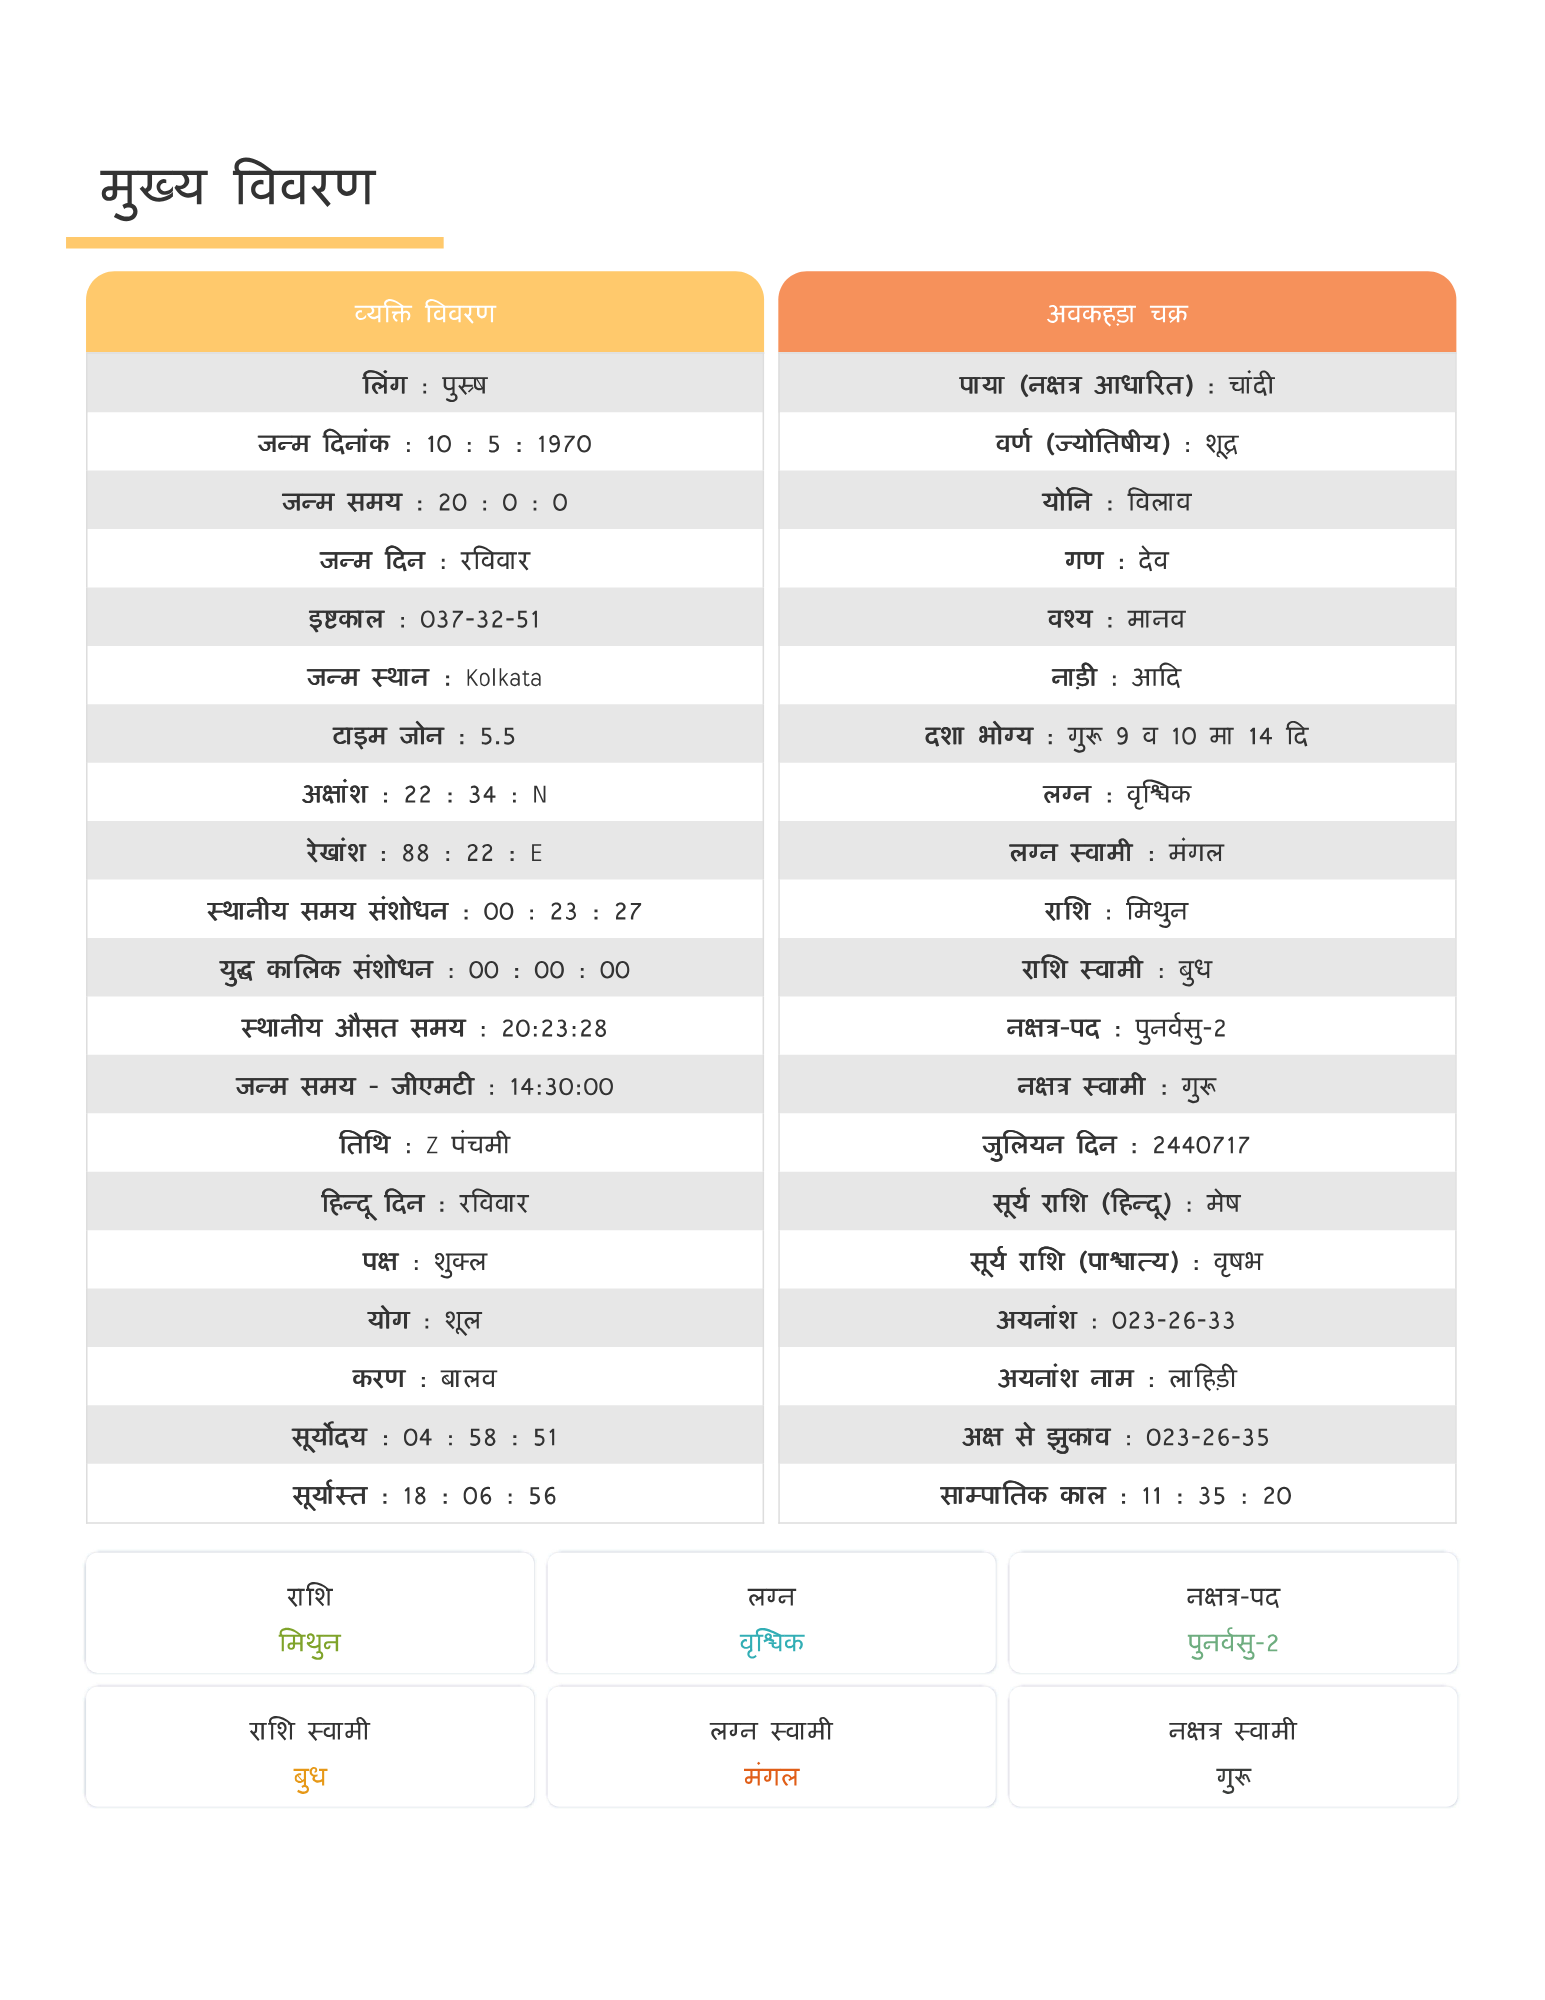 मुख्य विवरण
व्यक्ति विवरण
लिंग : पुरुष
जन्म दिनांक : 10 : 5 : 1970
जन्म समय : 20 : 0 : 0
जन्म दिन : रविवार
इष्टकाल : 037-32-51
जन्म स्थान : Kolkata
टाइम जोन : 5.5
अक्षांश : 22 : 34 : N
रेखांश : 88 : 22 : E
स्थानीय समय संशोधन : 00 : 23 : 27
युद्ध कालिक संशोधन : 00 : 00 : 00
स्थानीय औसत समय : 20:23:28
जन्म समय - जीएमटी : 14:30:00
तिथि : Z पंचमी
हिन्दू दिन : रविवार
पक्ष : शुक्ल
योग : शूल
करण : बालव
सूर्योदय : 04 : 58 : 51
सूर्यास्त : 18 : 06 : 56
अवकहड़ा चक्र
पाया (नक्षत्र आधारित) : चांदी
वर्ण (ज्योतिषीय) : शूद्र
योनि : विलाव
गण : देव
वश्य : मानव
नाड़ी : आदि
दशा भोग्य : गुरू 9 व 10 मा 14 दि
लग्न : वृश्चिक
लग्न स्वामी : मंगल
राशि : मिथुन
राशि स्वामी : बुध
नक्षत्र-पद : पुनर्वसु-2
नक्षत्र स्वामी : गुरू
जुलियन दिन : 2440717
सूर्य राशि (हिन्दू) : मेष
सूर्य राशि (पाश्चात्य) : वृषभ
अयनांश : 023-26-33
अयनांश नाम : लाहिड़ी
अक्ष से झुकाव : 023-26-35
साम्पातिक काल : 11 : 35 : 20
राशि
मिथुन
लग्न
वृश्चिक
नक्षत्र-पद
पुनर्वसु-2
राशि स्वामी
बुध
लग्न स्वामी
मंगल
नक्षत्र स्वामी
गुरू